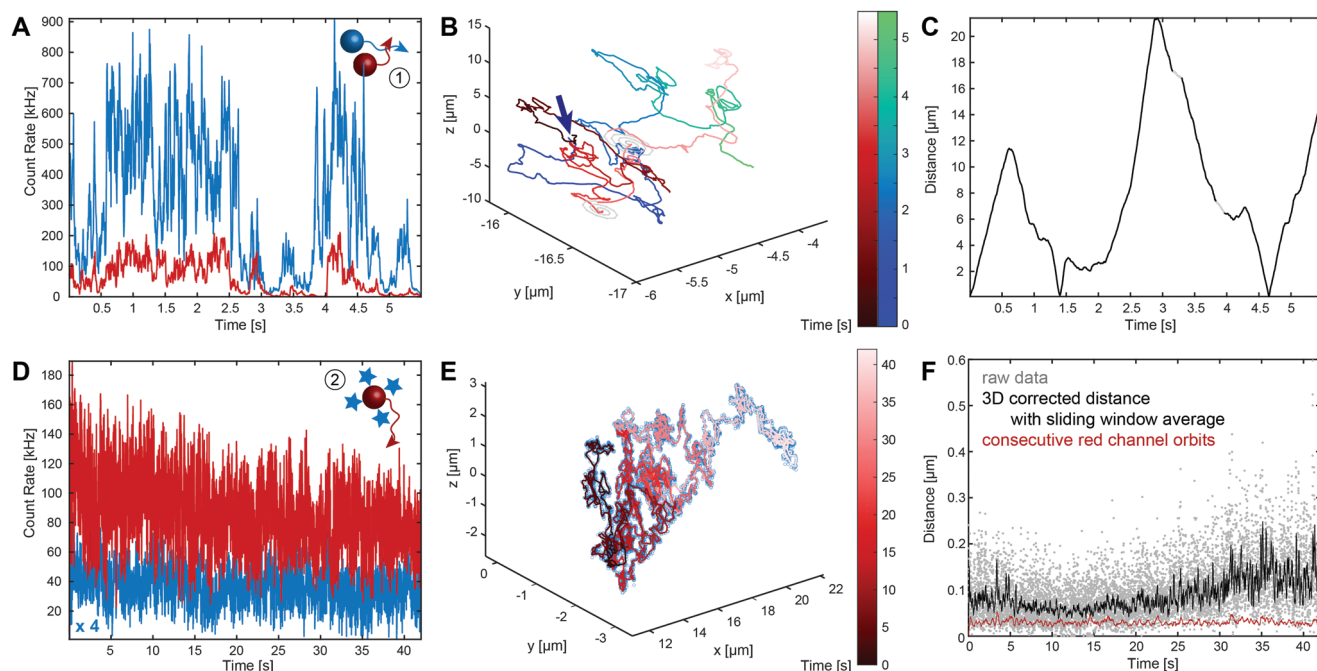 A
900
800
700
600
500
400
300
200
100
0
Count Rate [kHz]
0.5 1 1.5 2 2.5 3 3.5 4 4.5 5
Time [s]
1
B
15
10
5
0
-5
-10
z [µm]
-16
-16.5
-17
y [µm]
-6 -5.5 -5 -4.5 -4
x [µm]
5
4
3
2
1
0
Time [s]
C
20
18
16
14
12
10
8
6
4
2
Distance [µm]
0.5 1 1.5 2 2.5 3 3.5 4 4.5 5
Time [s]
D
180
160
140
120
100
80
60
40
20
0
Count Rate [kHz]
x 4
5 10 15 20 25 30 35 40
Time [s]
2
E
3
2
1
0
-1
-2
z [µm]
0
-1
-2
-3
y [µm]
12 14 16 18 20 22
x [µm]
40
35
30
25
20
15
10
5
0
Time [s]
F
0.6
0.5
0.4
0.3
0.2
0.1
0
Distance [µm]
raw data
3D corrected distance
with sliding window average
consecutive red channel orbits
0 5 10 15 20 25 30 35 40
Time [s]